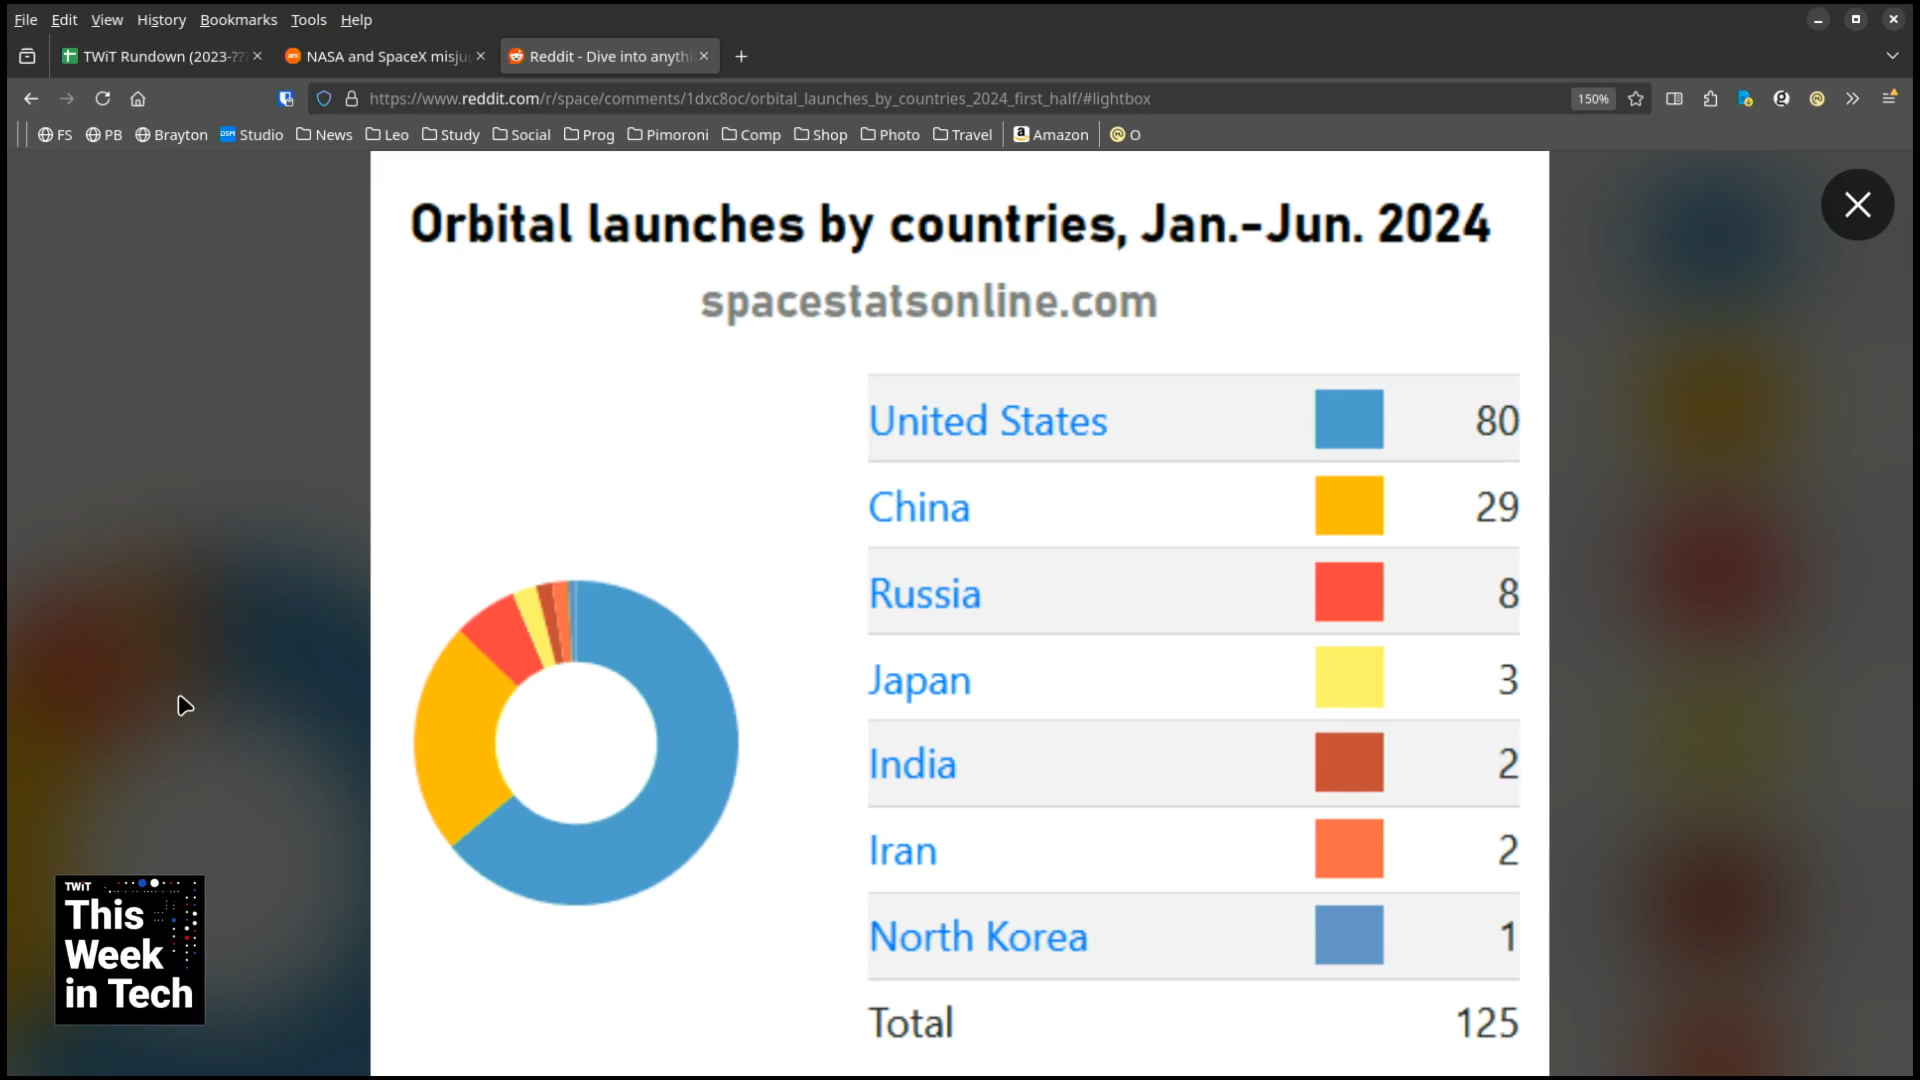 File Edit View History Bookmarks Tools Help
TWiT Rundown (2023-??
NASA and SpaceX misju
Reddit - Dive into anythi
https://www.reddit.com/r/space/comments/1dxc8oc/orbital_launches_by_countries_2024_first_half/#lightbox
150%
FS PB Brayton DSM Studio News Leo Study Social Prog Pimoroni Comp Shop Photo Travel Amazon O
Orbital launches by countries, Jan.-Jun. 2024
spacestatsonline.com
United States 80
China 29
Russia 8
Japan 3
India 2
Iran 2
North Korea 1
Total 125
TWiT
This
Week
in Tech